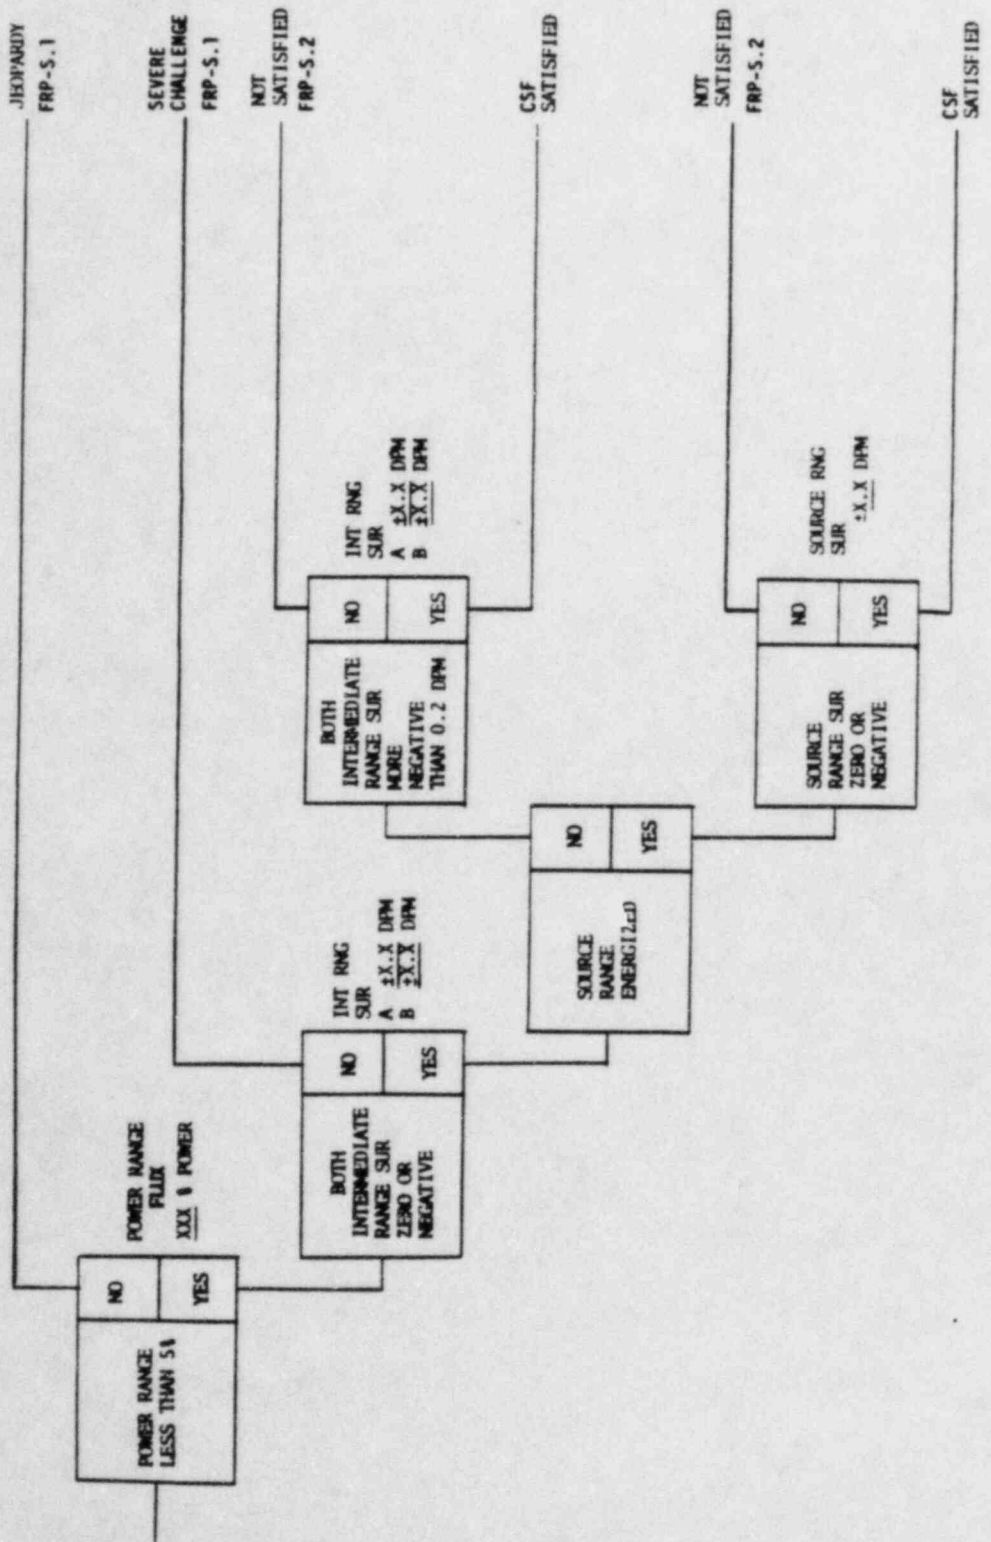 POWER RANGE
LESS THAN 5%
NO
YES
POWER RANGE
FLUX
XXX % POWER
JEOPARDY
FRP-S.1
BOTH
INTERMEDIATE
RANGE SUR
ZERO OR
NEGATIVE
NO
YES
INT RNG
SUR
A ±X.X DPM
B ±X.X DPM
SEVERE
CHALLENGE
FRP-S.1
SOURCE
RANGE
ENERGIZED
NO
YES
BOTH
INTERMEDIATE
RANGE SUR
MORE
NEGATIVE
THAN 0.2 DPM
NO
YES
INT RNG
SUR
A ±X.X DPM
B ±X.X DPM
NOT
SATISFIED
FRP-S.2
CSF
SATISFIED
SOURCE
RANGE SUR
ZERO OR
NEGATIVE
NO
YES
SOURCE RNG
SUR
±X.X DPM
NOT
SATISFIED
FRP-S.2
CSF
SATISFIED